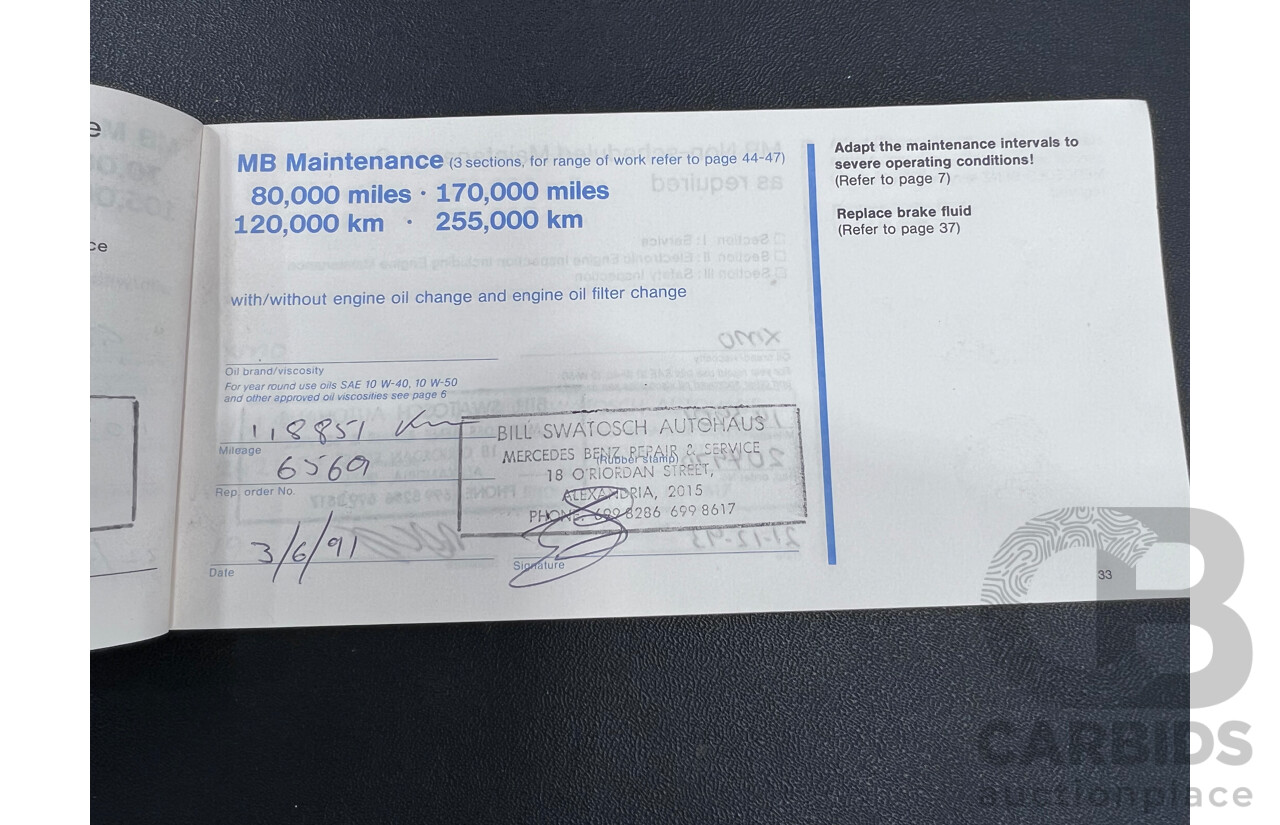 e
ce
MB Maintenance (3 sections, for range of work refer to page 44-47)
80,000 miles · 170,000 miles
120,000 km · 255,000 km
with/without engine oil change and engine oil filter change
Oil brand/viscosity
For year round use oils SAE 10 W-40, 10 W-50
and other approved oil viscosities see page 6
118851 Km
Mileage
6569
Rep. order No.
3/6/91
Date
BILL SWATOSCH AUTOHAUS
MERCEDES BENZ REPAIR & SERVICE
(Rubber stamp)
18 O'RIORDAN STREET,
ALEXANDRIA, 2015
PHONE: 699 8286 699 8617
Signature
Adapt the maintenance intervals to
severe operating conditions!
(Refer to page 7)
Replace brake fluid
(Refer to page 37)
33
CARBIDS
auctionplace